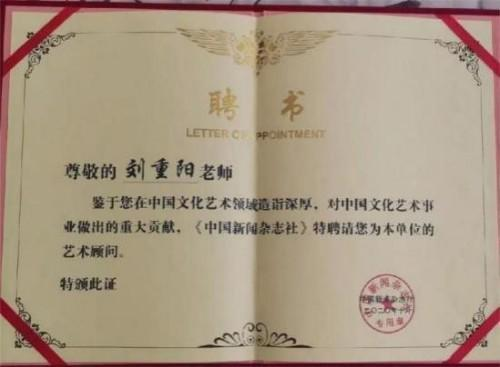 聘书
LETTER OF APPOINTMENT
尊敬的 刘重阳 老师
鉴于您在中国文化艺术领域造诣深厚，对中国文化艺术事
业做出的重大贡献，《中国新闻杂志社》特聘请您为本单位的
艺术顾问。
特颁此证
专用章